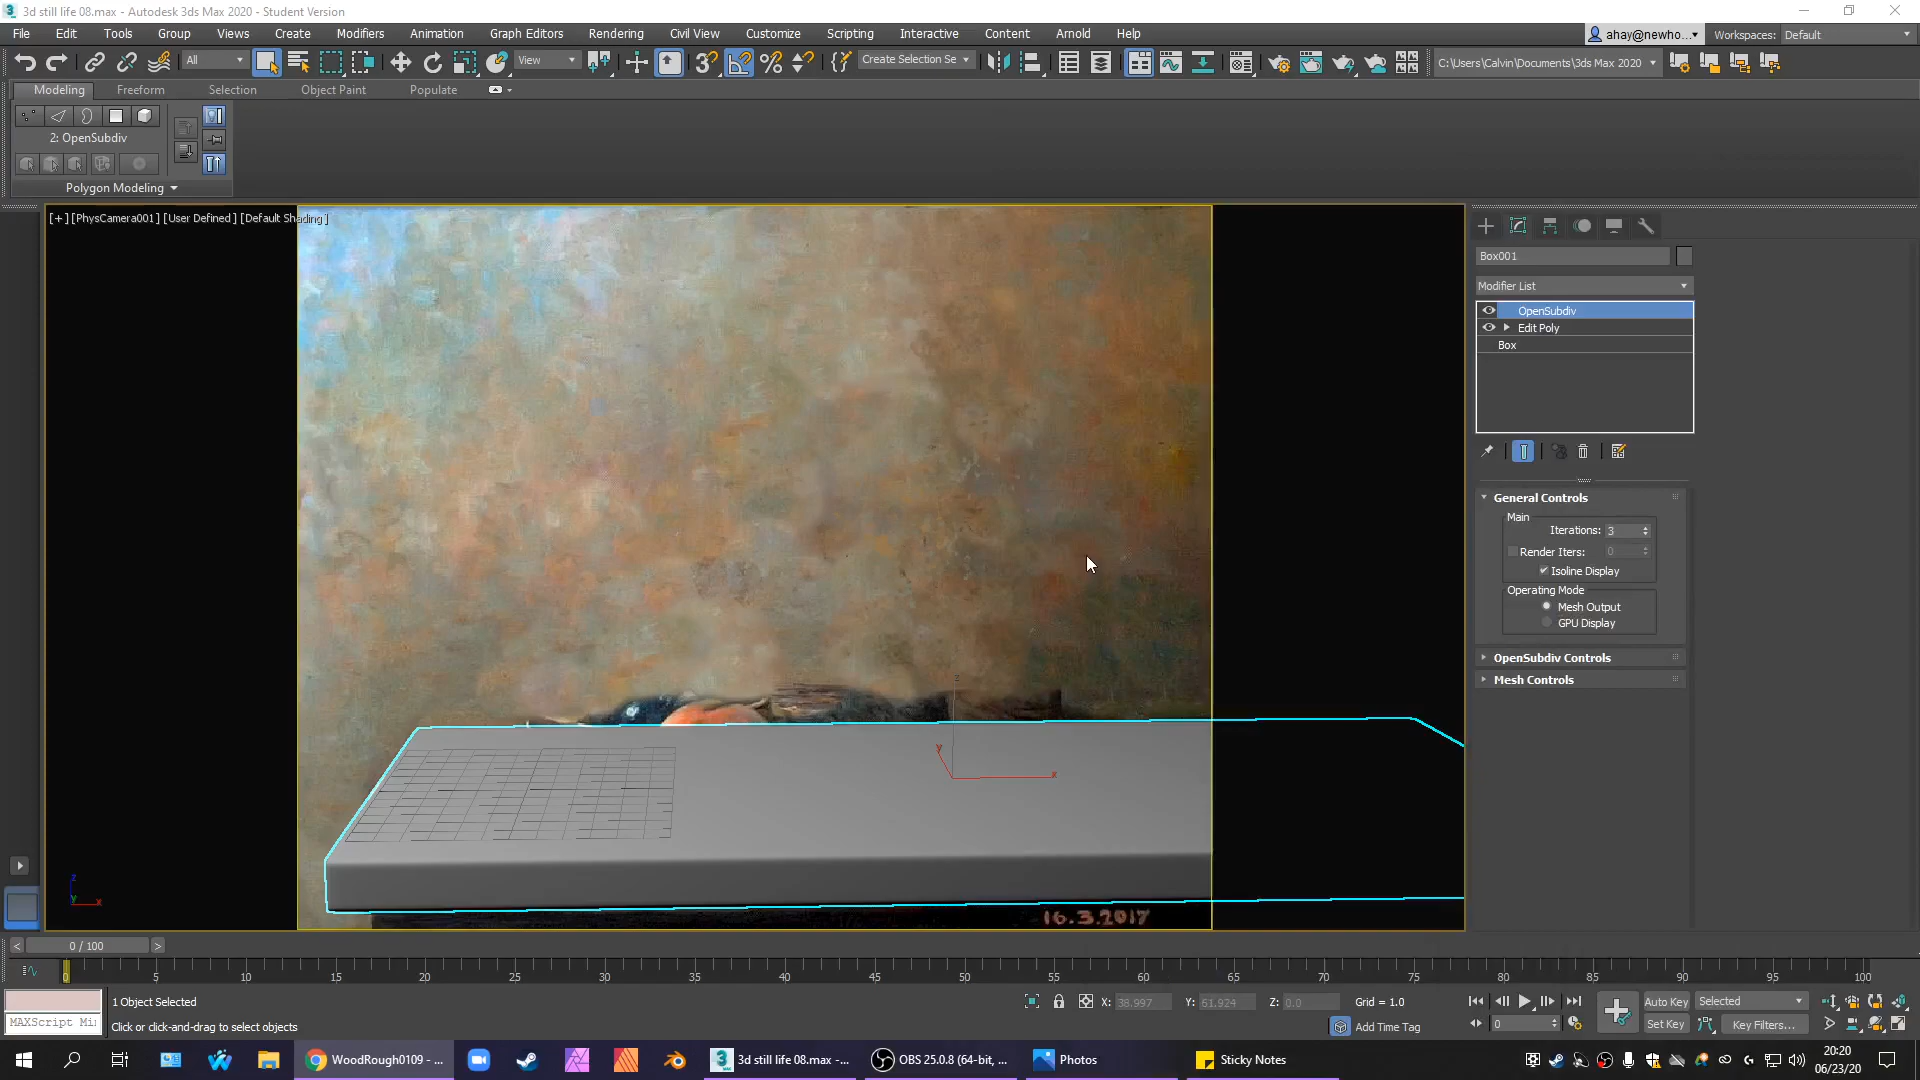 3d still life 08.max - Autodesk 3ds Max 2020 - Student Version
File Edit Tools Group Views Create Modifiers Animation Graph Editors Rendering Civil View Customize Scripting Interactive Content Arnold Help
ahay@newho... Workspaces: Default
All View Create Selection Se C:\Users\Calvin\Documents\3ds Max 2020
Modeling Freeform Selection Object Paint Populate
2: OpenSubdiv
Polygon Modeling
[+] [PhysCamera001] [User Defined] [Default Shading]
Box001
Modifier List
OpenSubdiv
Edit Poly
Box
General Controls
Main
Iterations: 3
Render Iters: 0
Isoline Display
Operating Mode
Mesh Output
GPU Display
OpenSubdiv Controls
Mesh Controls
z
y
x
z
y
x
16.3.2017
< 0 / 100 >
0 5 10 15 20 25 30 35 40 45 50 55 60 65 70 75 80 85 90 95 100
1 Object Selected
X: 38.997 Y: 61.924 Z: 0.0 Grid = 1.0
Auto Key Selected
MAXScript Mi
Click or click-and-drag to select objects
Add Time Tag
0
Set Key Key Filters...
WoodRough0109 - ...
3d still life 08.max -...
OBS 25.0.8 (64-bit, ...
Photos
Sticky Notes
20:20
06/23/20